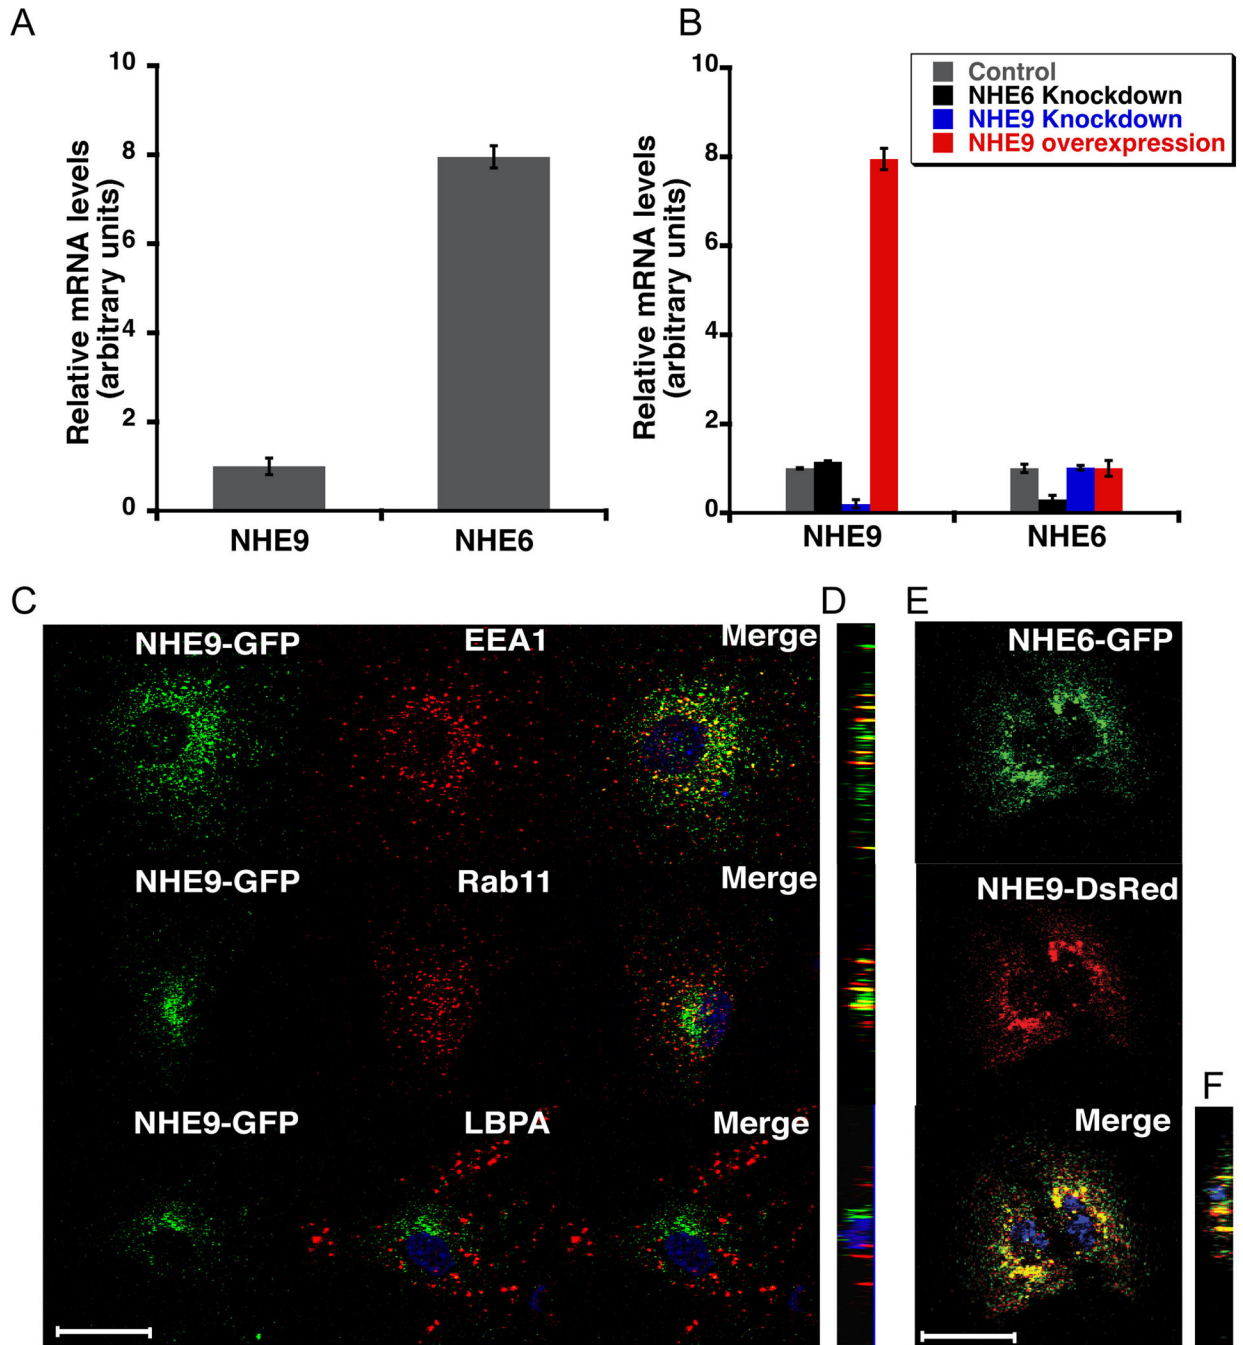 A
Relative mRNA levels
(arbitrary units)
10
8
6
4
2
0
NHE9
NHE6
B
Relative mRNA levels
(arbitrary units)
10
8
6
4
2
0
NHE9
NHE6
Control
NHE6 Knockdown
NHE9 Knockdown
NHE9 overexpression
C
NHE9-GFP
EEA1
Merge
NHE9-GFP
Rab11
Merge
NHE9-GFP
LBPA
Merge
D
E
NHE6-GFP
NHE9-DsRed
Merge
F